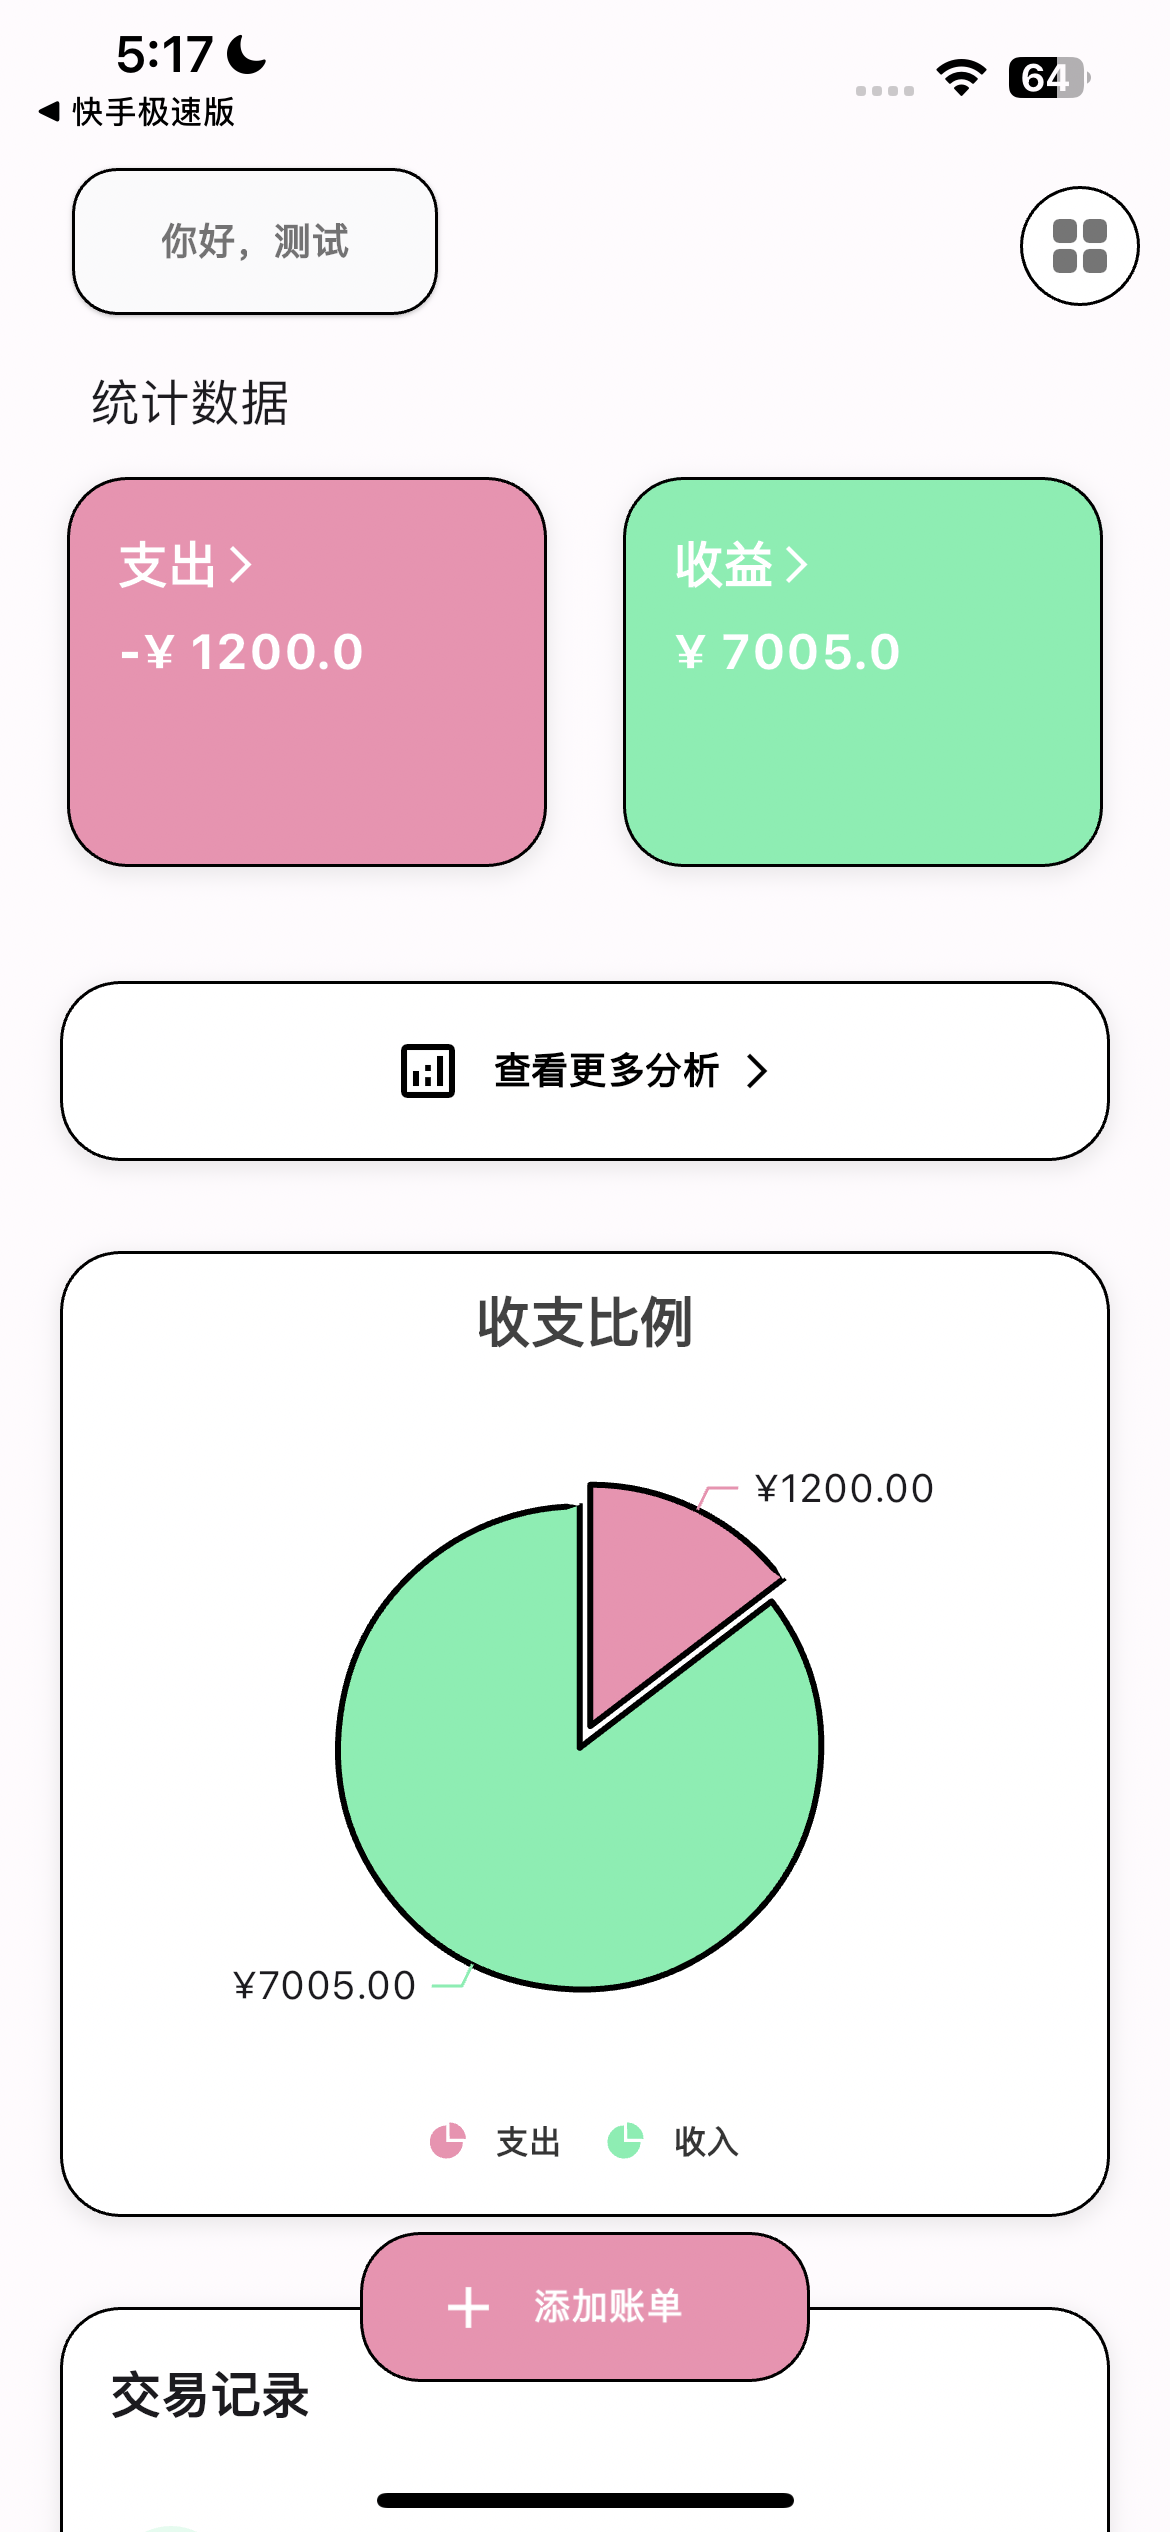 5:17
64
快手极速版
你好，测试
统计数据
支出
-¥ 1200.0
收益
¥ 7005.0
查看更多分析
收支比例
¥1200.00
¥7005.00
支出
收入
添加账单
交易记录